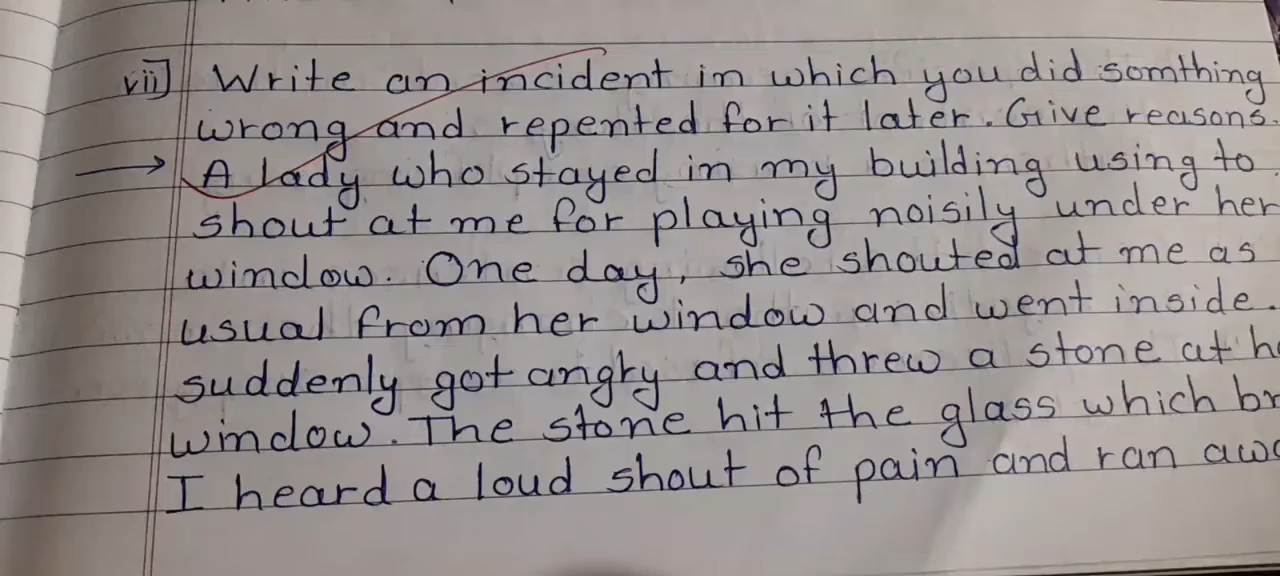 vii] Write an incident in which you did somthing
wrong and repented for it later. Give reasons.
→ A lady who stayed in my building using to
shout at me for playing noisily under her
window. One day, she shouted at me as
usual from her window and went inside.
suddenly got angry and threw a stone at
window. The stone hit the glass which
I heard a loud shout of pain and ran